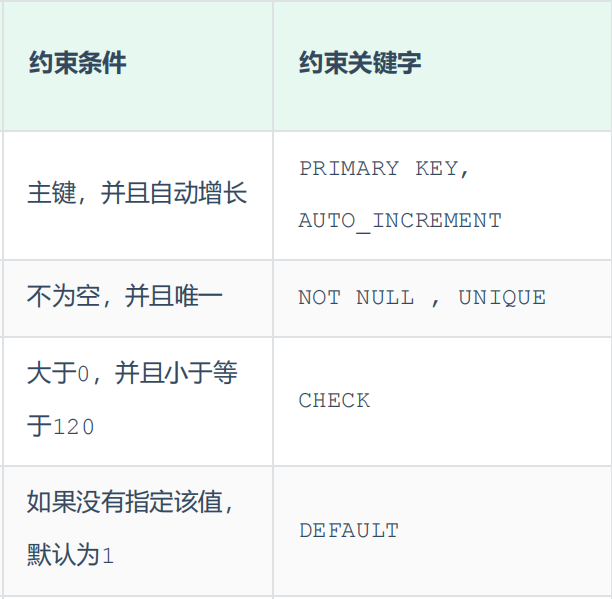 约束条件
约束关键字
主键，并且自动增长
PRIMARY KEY,
AUTO_INCREMENT
不为空，并且唯一
NOT NULL , UNIQUE
大于0，并且小于等
于120
CHECK
如果没有指定该值，
默认为1
DEFAULT